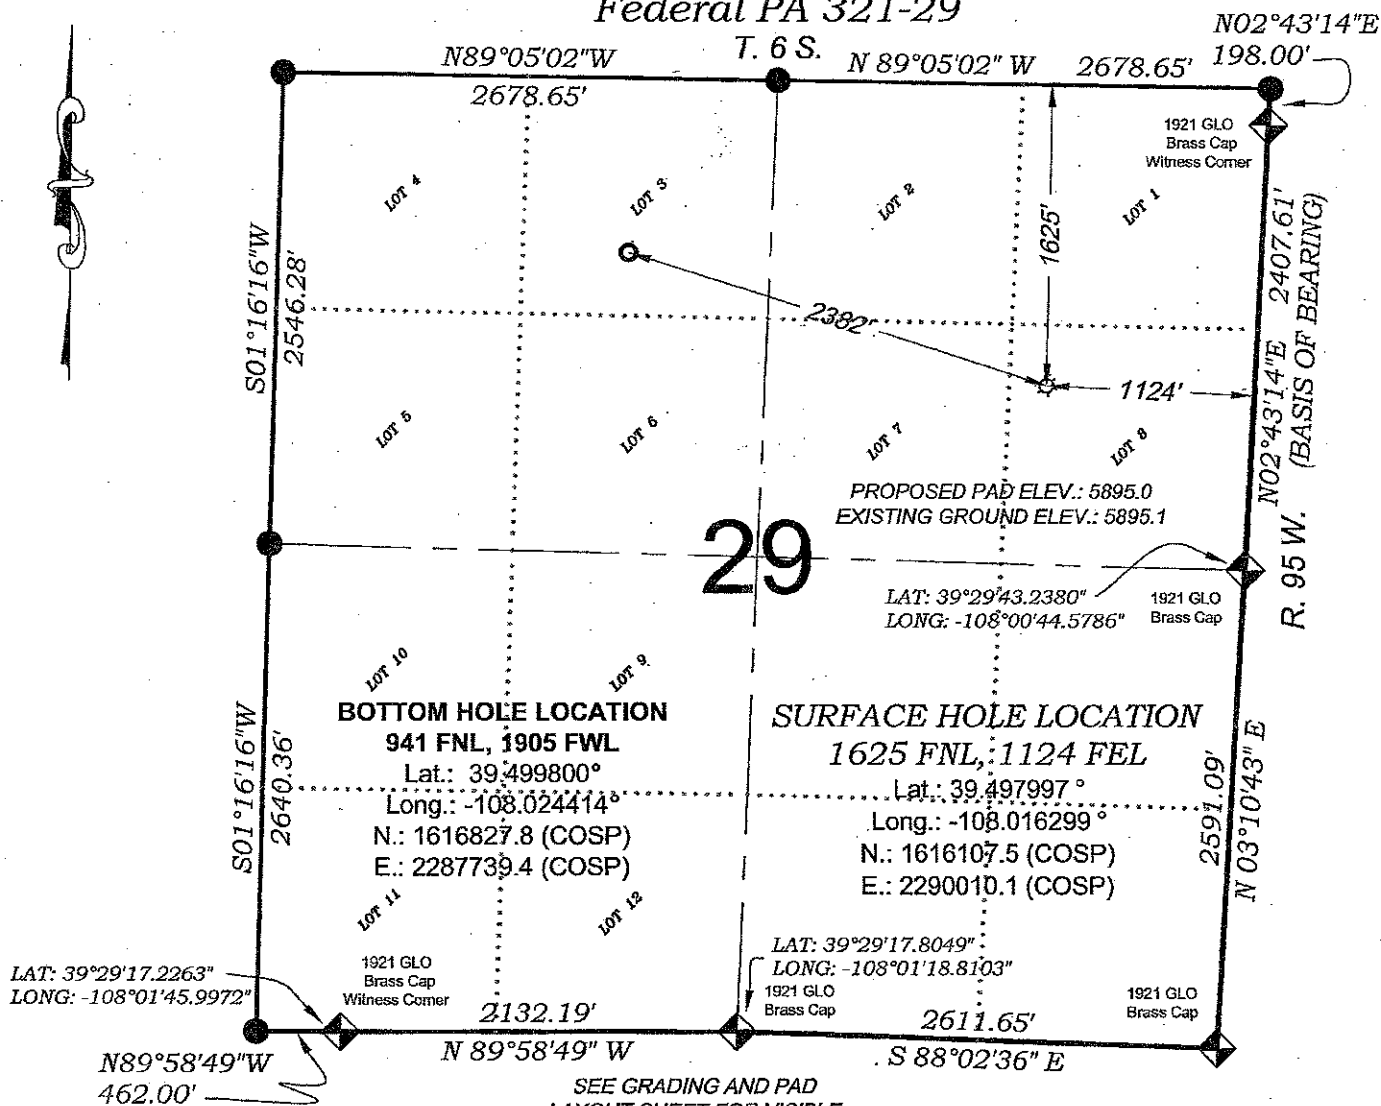 Federal PA 321-29
T. 6 S.
N89°05'02"W
2678.65'
N 89°05'02" W 2678.65'
N02°43'14"E
198.00'
1921 GLO
Brass Cap
Witness Corner
LOT 4
LOT 3
LOT 2
LOT 1
1625'
S01°16'16"W
2546.28'
2382'
1124'
N02°43'14"E 2407.61'
(BASIS OF BEARING)
R. 95 W.
LOT 5
LOT 6
LOT 7
LOT 8
PROPOSED PAD ELEV.: 5895.0
EXISTING GROUND ELEV.: 5895.1
29
LAT: 39°29'43.2380"
LONG: -108°00'44.5786"
1921 GLO
Brass Cap
LOT 10
LOT 9
BOTTOM HOLE LOCATION
941 FNL, 1905 FWL
Lat.: 39.499800°
Long.: -108.024414°
N.: 1616827.8 (COSP)
E.: 2287739.4 (COSP)
SURFACE HOLE LOCATION
1625 FNL, 1124 FEL
Lat.: 39.497997 °
Long.: -108.016299 °
N.: 1616107.5 (COSP)
E.: 2290010.1 (COSP)
S01°16'16"W
2640.36'
2591.09'
N 03°10'43" E
LOT 11
LOT 12
LAT: 39°29'17.2263"
LONG: -108°01'45.9972"
1921 GLO
Brass Cap
Witness Corner
LAT: 39°29'17.8049"
LONG: -108°01'18.8103"
1921 GLO
Brass Cap
1921 GLO
Brass Cap
2132.19'
N 89°58'49" W
2611.65'
S 88°02'36" E
N89°58'49"W
462.00'
SEE GRADING AND PAD
LAYOUT SHEET FOR VISIBLE